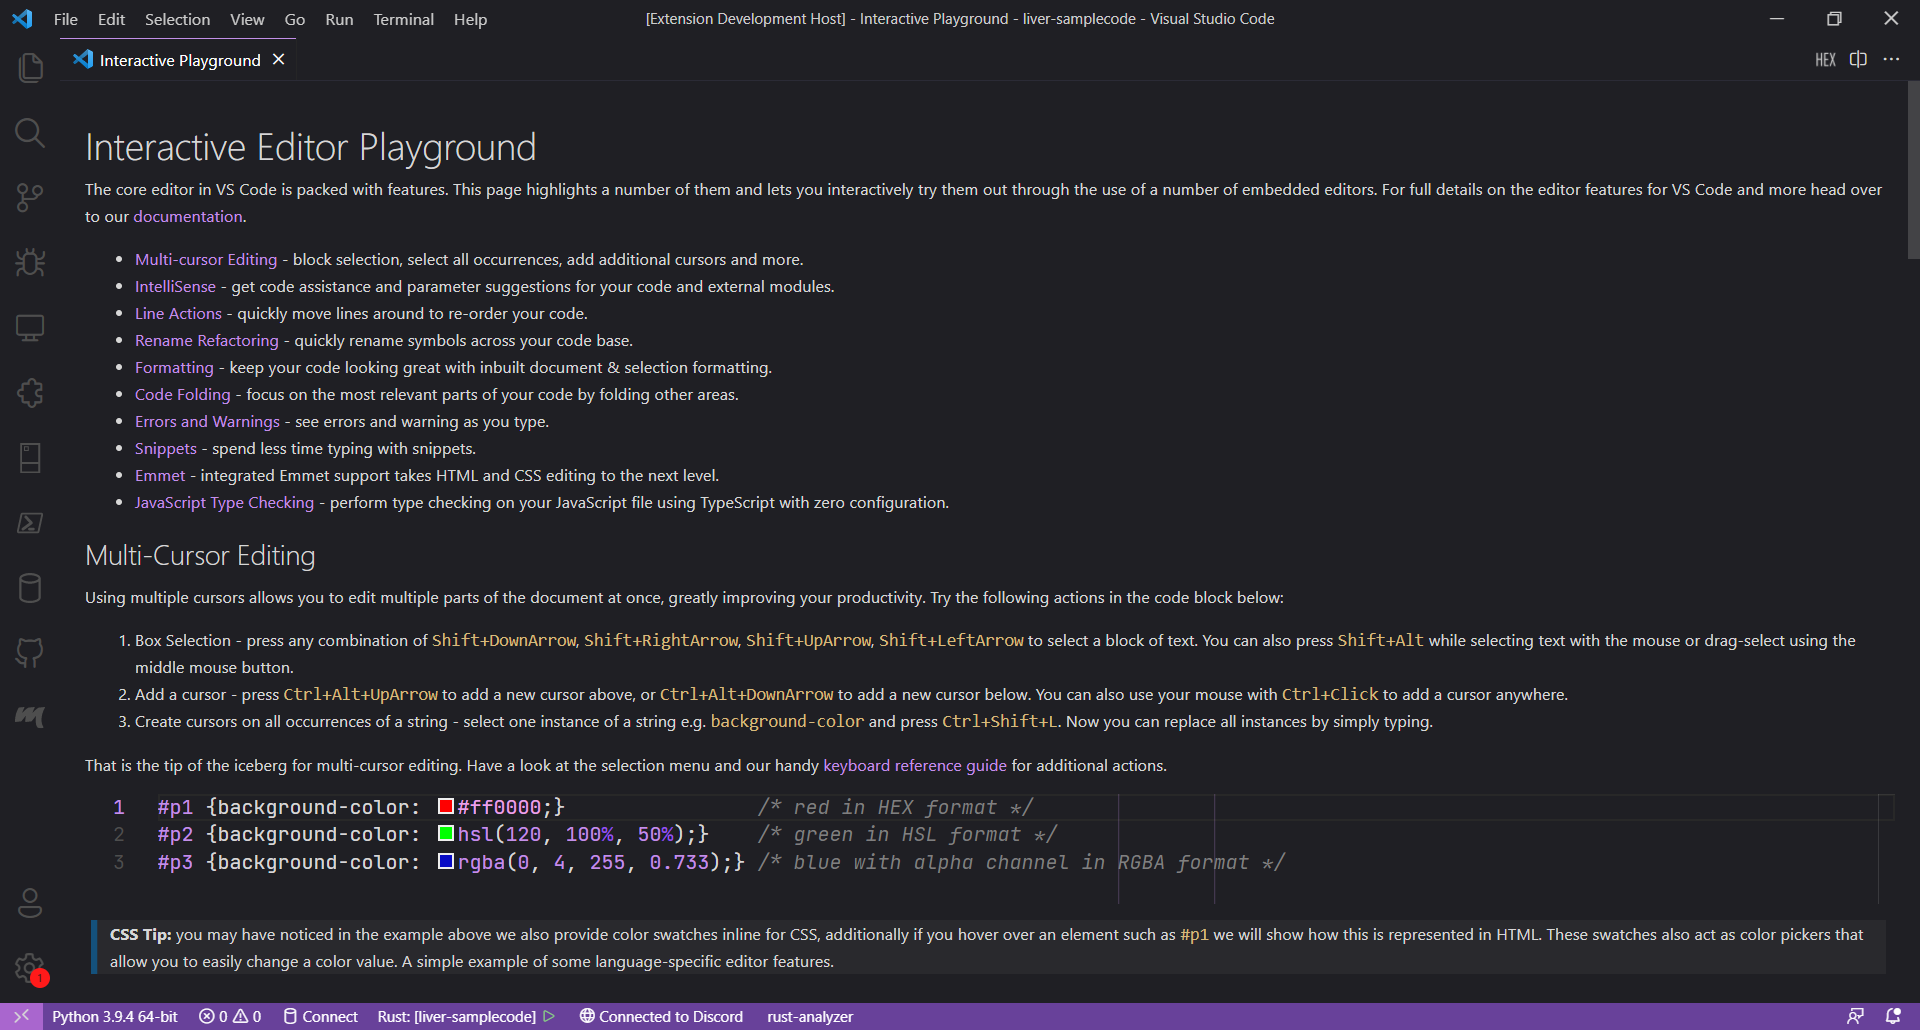 File Edit Selection View Go Run Terminal Help
[Extension Development Host] - Interactive Playground - liver-samplecode - Visual Studio Code
Interactive Playground
HEX
Interactive Editor Playground
The core editor in VS Code is packed with features. This page highlights a number of them and lets you interactively try them out through the use of a number of embedded editors. For full details on the editor features for VS Code and more head over
to our documentation.
• Multi-cursor Editing - block selection, select all occurrences, add additional cursors and more.
• IntelliSense - get code assistance and parameter suggestions for your code and external modules.
• Line Actions - quickly move lines around to re-order your code.
• Rename Refactoring - quickly rename symbols across your code base.
• Formatting - keep your code looking great with inbuilt document & selection formatting.
• Code Folding - focus on the most relevant parts of your code by folding other areas.
• Errors and Warnings - see errors and warning as you type.
• Snippets - spend less time typing with snippets.
• Emmet - integrated Emmet support takes HTML and CSS editing to the next level.
• JavaScript Type Checking - perform type checking on your JavaScript file using TypeScript with zero configuration.
Multi-Cursor Editing
Using multiple cursors allows you to edit multiple parts of the document at once, greatly improving your productivity. Try the following actions in the code block below:
1. Box Selection - press any combination of Shift+DownArrow, Shift+RightArrow, Shift+UpArrow, Shift+LeftArrow to select a block of text. You can also press Shift+Alt while selecting text with the mouse or drag-select using the
middle mouse button.
2. Add a cursor - press Ctrl+Alt+UpArrow to add a new cursor above, or Ctrl+Alt+DownArrow to add a new cursor below. You can also use your mouse with Ctrl+Click to add a cursor anywhere.
3. Create cursors on all occurrences of a string - select one instance of a string e.g. background-color and press Ctrl+Shift+L. Now you can replace all instances by simply typing.
That is the tip of the iceberg for multi-cursor editing. Have a look at the selection menu and our handy keyboard reference guide for additional actions.
1 #p1 {background-color: #ff0000;} /* red in HEX format */
2 #p2 {background-color: hsl(120, 100%, 50%);} /* green in HSL format */
3 #p3 {background-color: rgba(0, 4, 255, 0.733);} /* blue with alpha channel in RGBA format */
CSS Tip: you may have noticed in the example above we also provide color swatches inline for CSS, additionally if you hover over an element such as #p1 we will show how this is represented in HTML. These swatches also act as color pickers that
allow you to easily change a color value. A simple example of some language-specific editor features.
1
Python 3.9.4 64-bit 0 0 Connect Rust: [liver-samplecode] Connected to Discord rust-analyzer